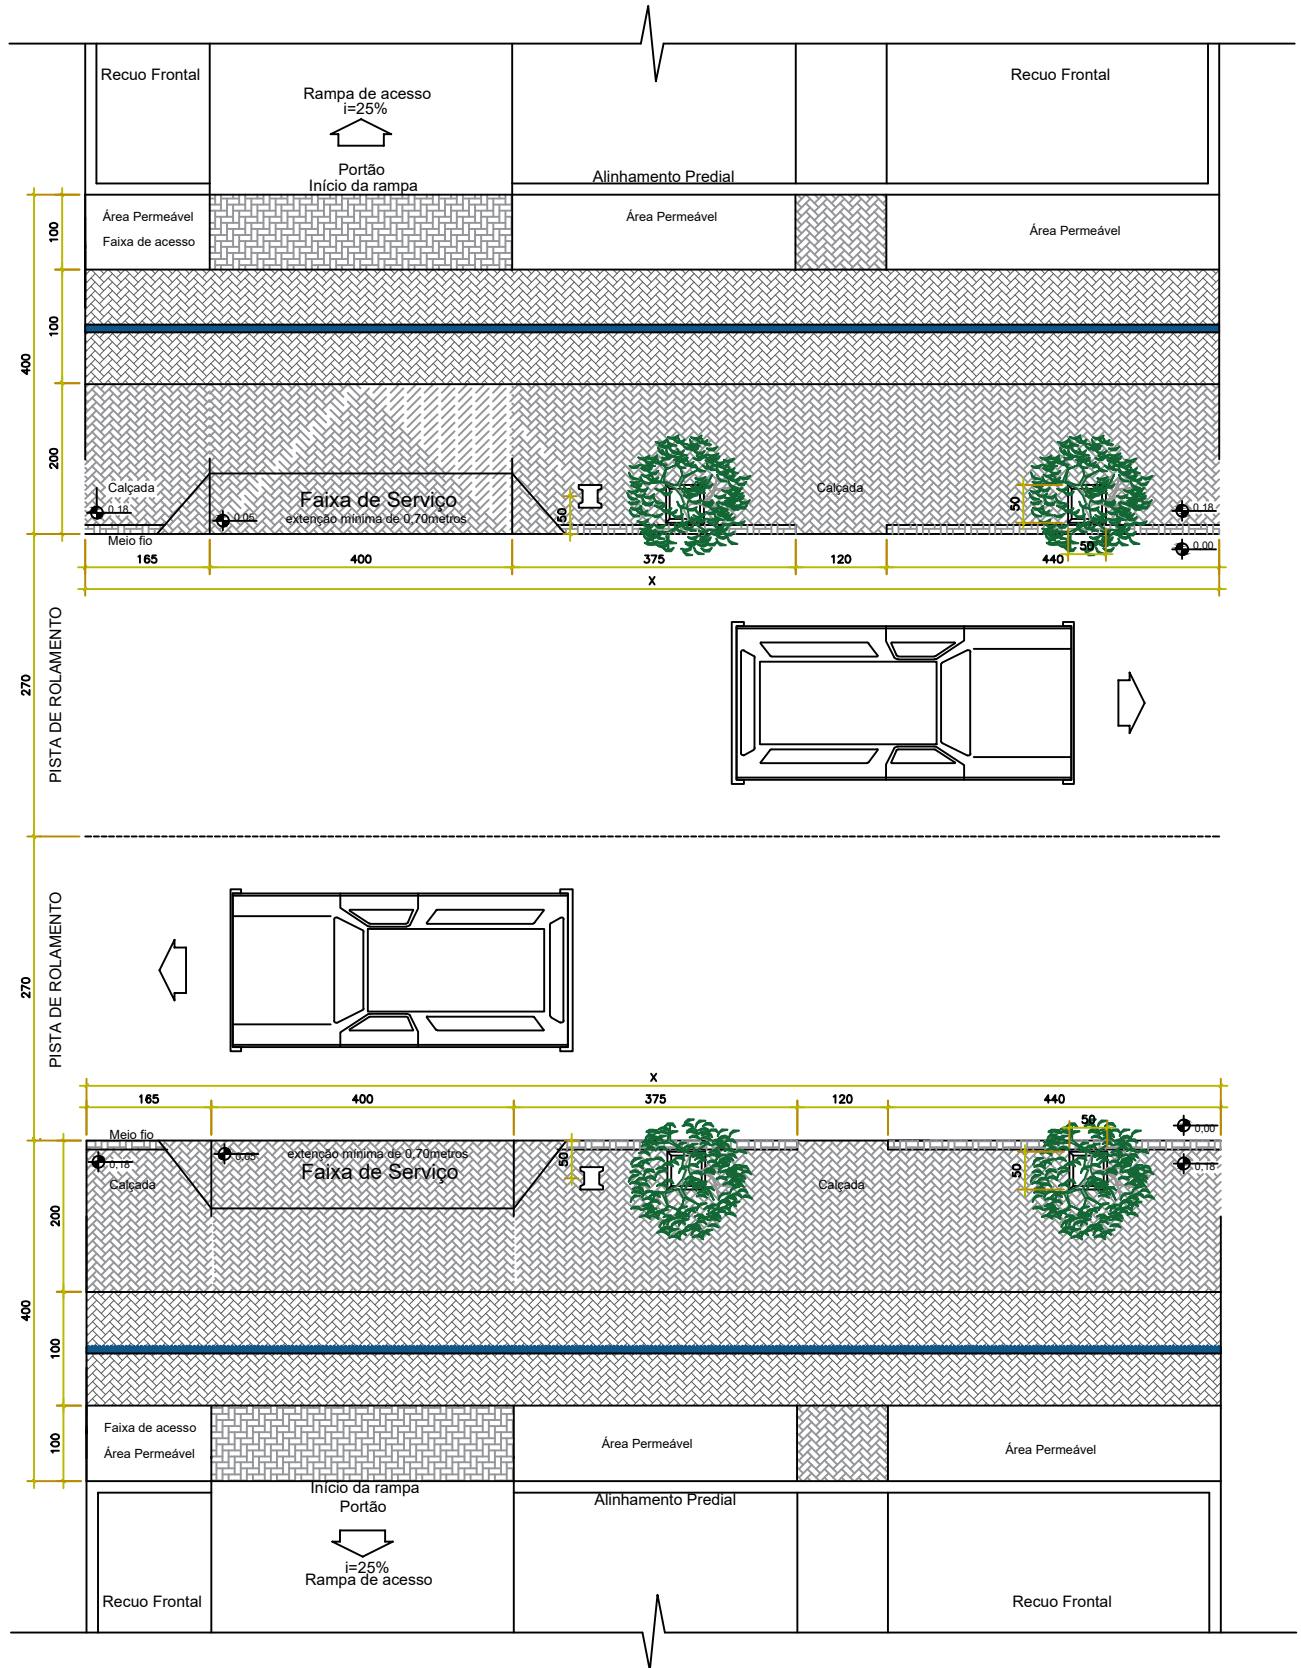 Recuo Frontal
Rampa de acesso
i=25%
Recuo Frontal
Portão
Início da rampa
Alinhamento Predial
Área Permeável
Faixa de acesso
Área Permeável
Área Permeável
100
100
400
200
Calçada
0,18
Meio fio
0,05
Faixa de Serviço
extenção mínima de 0,70metros
50
Calçada
50
50
0,18
0,00
165
400
375
120
440
X
270
PISTA DE ROLAMENTO
270
PISTA DE ROLAMENTO
X
165
400
375
120
440
Meio fio
0,18
Calçada
0,05
extenção mínima de 0,70metros
Faixa de Serviço
50
Calçada
50
50
0,00
0,18
200
400
100
100
Faixa de acesso
Área Permeável
Área Permeável
Área Permeável
Início da rampa
Portão
Alinhamento Predial
i=25%
Rampa de acesso
Recuo Frontal
Recuo Frontal